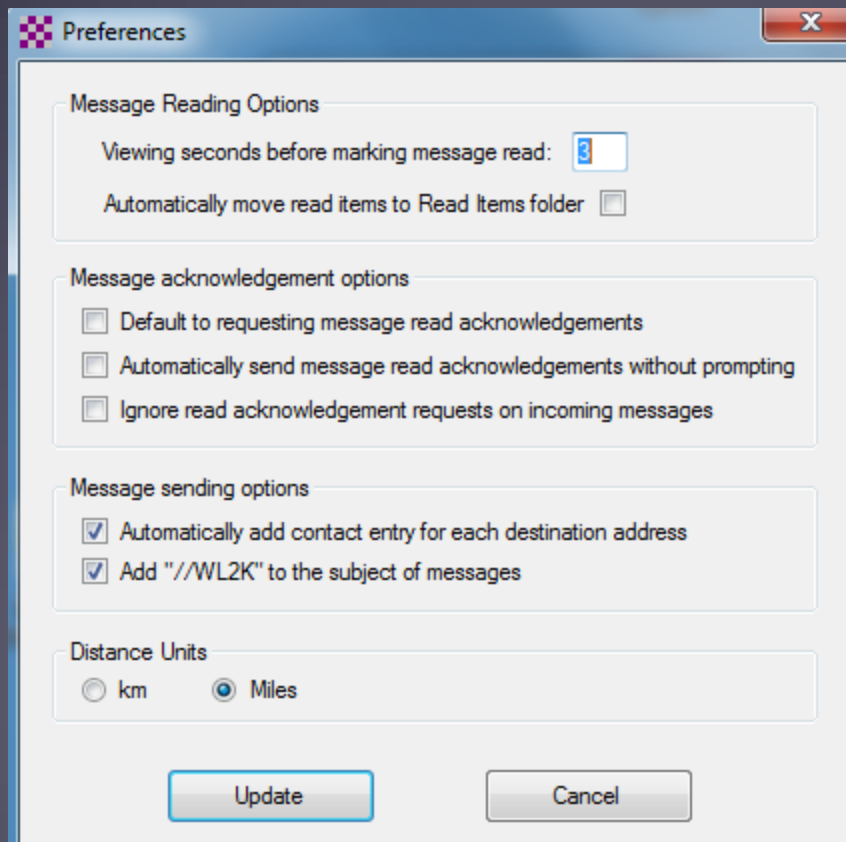 Preferences
Message Reading Options
Viewing seconds before marking message read: 3
Automatically move read items to Read Items folder
Message acknowledgement options
Default to requesting message read acknowledgements
Automatically send message read acknowledgements without prompting
Ignore read acknowledgement requests on incoming messages
Message sending options
Automatically add contact entry for each destination address
Add "//WL2K" to the subject of messages
Distance Units
km Miles
Update Cancel